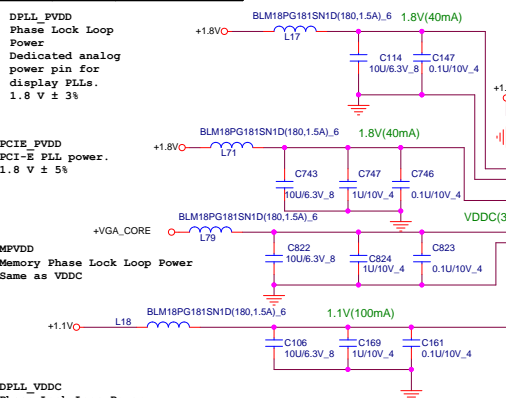 DPLL_PVDD
Phase Lock Loop
Power
Dedicated analog
power pin for
display PLLs.
1.8 V ± 3%
BLM18PG181SN1D(180,1.5A)_6
1.8V(40mA)
+1.8V
L17
C114
10U/6.3V_8
C147
0.1U/10V_4
PCIE_PVDD
PCI-E PLL power.
1.8 V ± 5%
BLM18PG181SN1D(180,1.5A)_6
1.8V(40mA)
+1.8V
L71
C743
10U/6.3V_8
C747
1U/10V_4
C746
0.1U/10V_4
BLM18PG181SN1D(180,1.5A)_6
VDDC(3
+VGA_CORE
L79
MPVDD
Memory Phase Lock Loop Power
Same as VDDC
C822
10U/6.3V_8
C824
1U/10V_4
C823
0.1U/10V_4
BLM18PG181SN1D(180,1.5A)_6
1.1V(100mA)
+1.1V
L18
C106
10U/6.3V_8
C169
1U/10V_4
C161
0.1U/10V_4
DPLL_VDDC